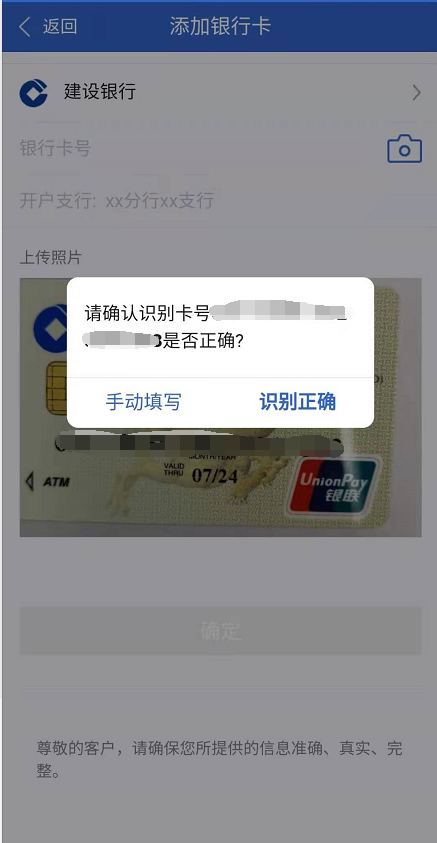 返回
添加银行卡
建设银行
银行卡号
开户支行: xx分行xx支行
上传照片
请确认识别卡号
是否正确?
手动填写
识别正确
MONTH/YEAR
VALID
THRU
07/24
ATM
UnionPay
银联
确定
尊敬的客户，请确保您所提供的信息准确、真实、完
整。